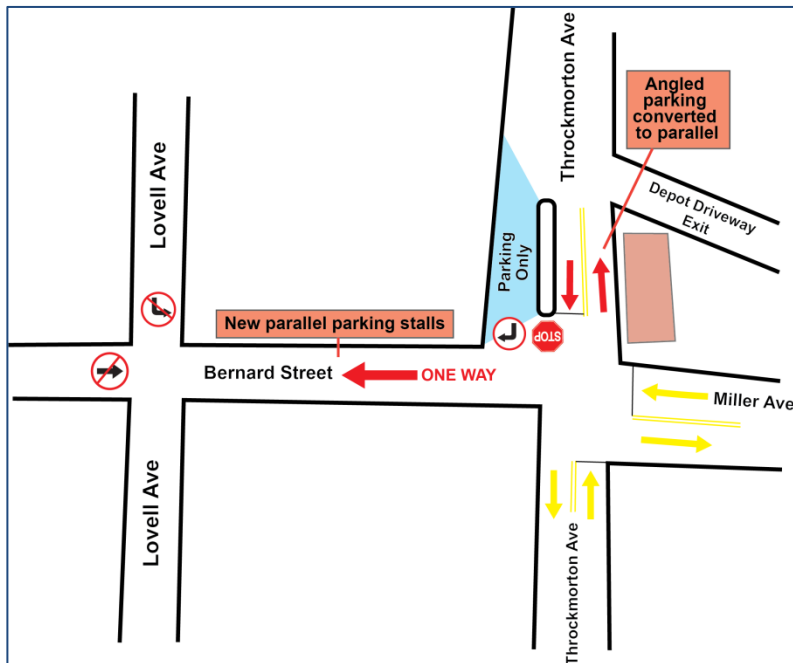 Throckmorton Ave
Angled
parking
converted
to parallel
Lovell Ave
Depot Driveway
Exit
Parking
Only
New parallel parking stalls
STOP
Bernard Street
ONE WAY
Miller Ave
Lovell Ave
Throckmorton Ave